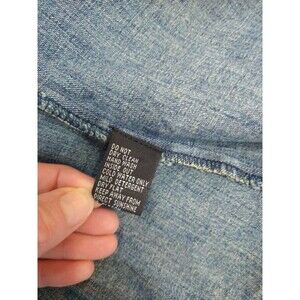 DO NOT
DRY CLEAN
HAND WASH
INSIDE OUT
COLD WATER ONLY
MILD DETERGENT
DRY FLAT
KEEP AWAY FROM
DIRECT SUNSHINE